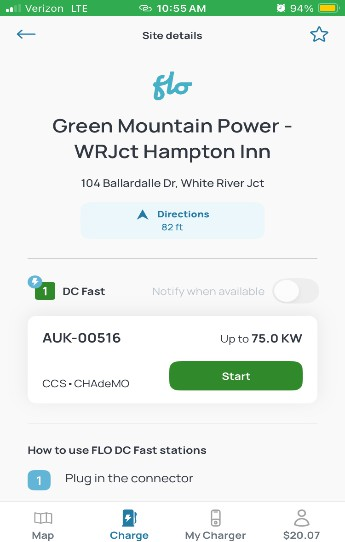 Verizon LTE 10:55 AM 94%
Site details
flo
Green Mountain Power -
WRJct Hampton Inn
104 Ballardalle Dr, White River Jct
Directions
82 ft
1 DC Fast Notify when available
AUK-00516 Up to 75.0 KW
CCS • CHAdeMO Start
How to use FLO DC Fast stations
1 Plug in the connector
Map Charge My Charger $20.07